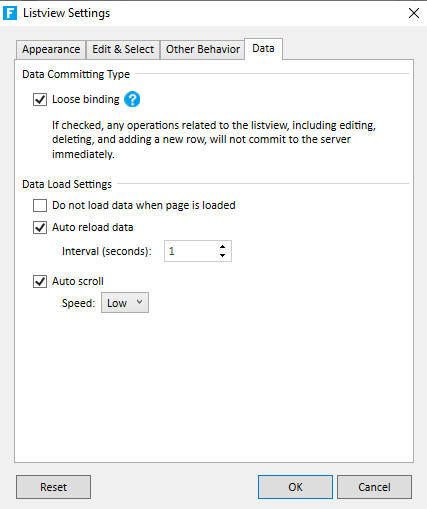 F Listview Settings
Appearance Edit & Select Other Behavior Data
Data Committing Type
Loose binding ?
If checked, any operations related to the listview, including editing,
deleting, and adding a new row, will not commit to the server
immediately.
Data Load Settings
Do not load data when page is loaded
Auto reload data
Interval (seconds): 1
Auto scroll
Speed: Low
Reset OK Cancel